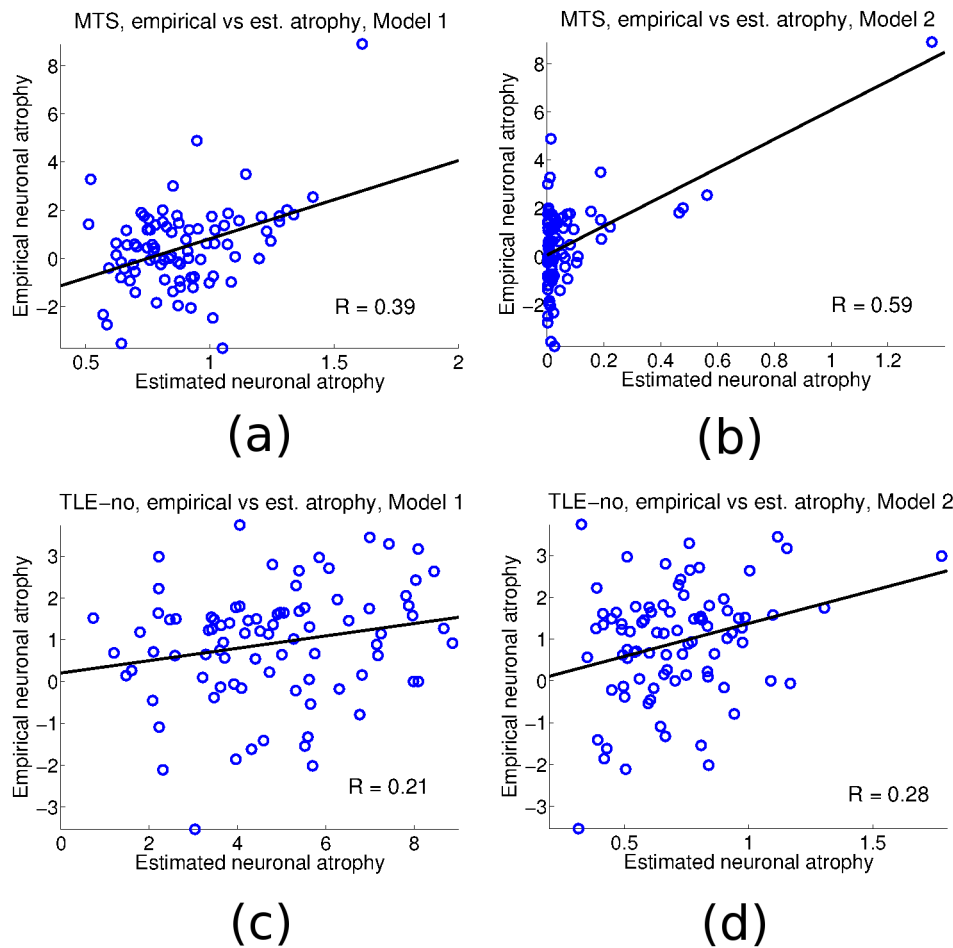 MTS, empirical vs est. atrophy, Model 1
Empirical neuronal atrophy
8
6
4
2
0
−2
R = 0.39
0.5 1 1.5 2
Estimated neuronal atrophy
(a)
MTS, empirical vs est. atrophy, Model 2
Empirical neuronal atrophy
8
6
4
2
0
−2
R = 0.59
0 0.2 0.4 0.6 0.8 1 1.2
Estimated neuronal atrophy
(b)
TLE−no, empirical vs est. atrophy, Model 1
Empirical neuronal atrophy
3
2
1
0
−1
−2
−3
R = 0.21
0 2 4 6 8
Estimated neuronal atrophy
(c)
TLE−no, empirical vs est. atrophy, Model 2
Empirical neuronal atrophy
3
2
1
0
−1
−2
−3
R = 0.28
0.5 1 1.5
Estimated neuronal atrophy
(d)